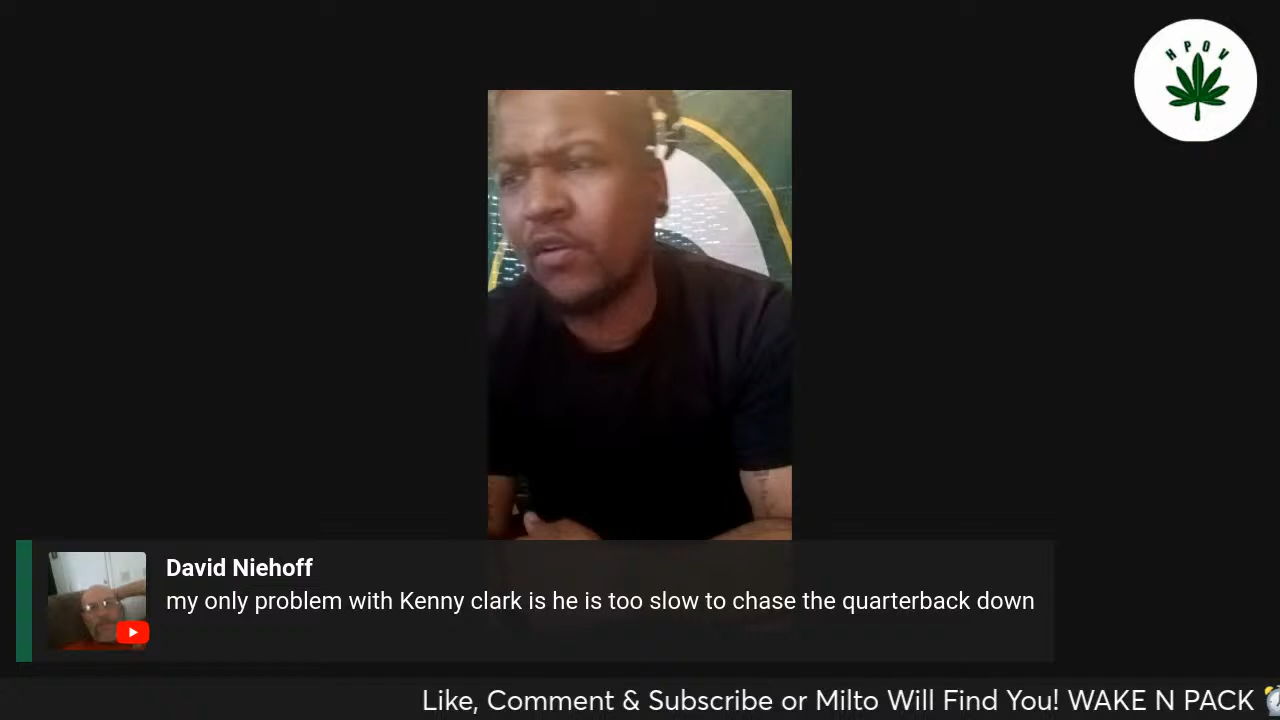 HPOV
David Niehoff
my only problem with Kenny clark is he is too slow to chase the quarterback down
Like, Comment & Subscribe or Milto Will Find You! WAKE N PACK ⏰